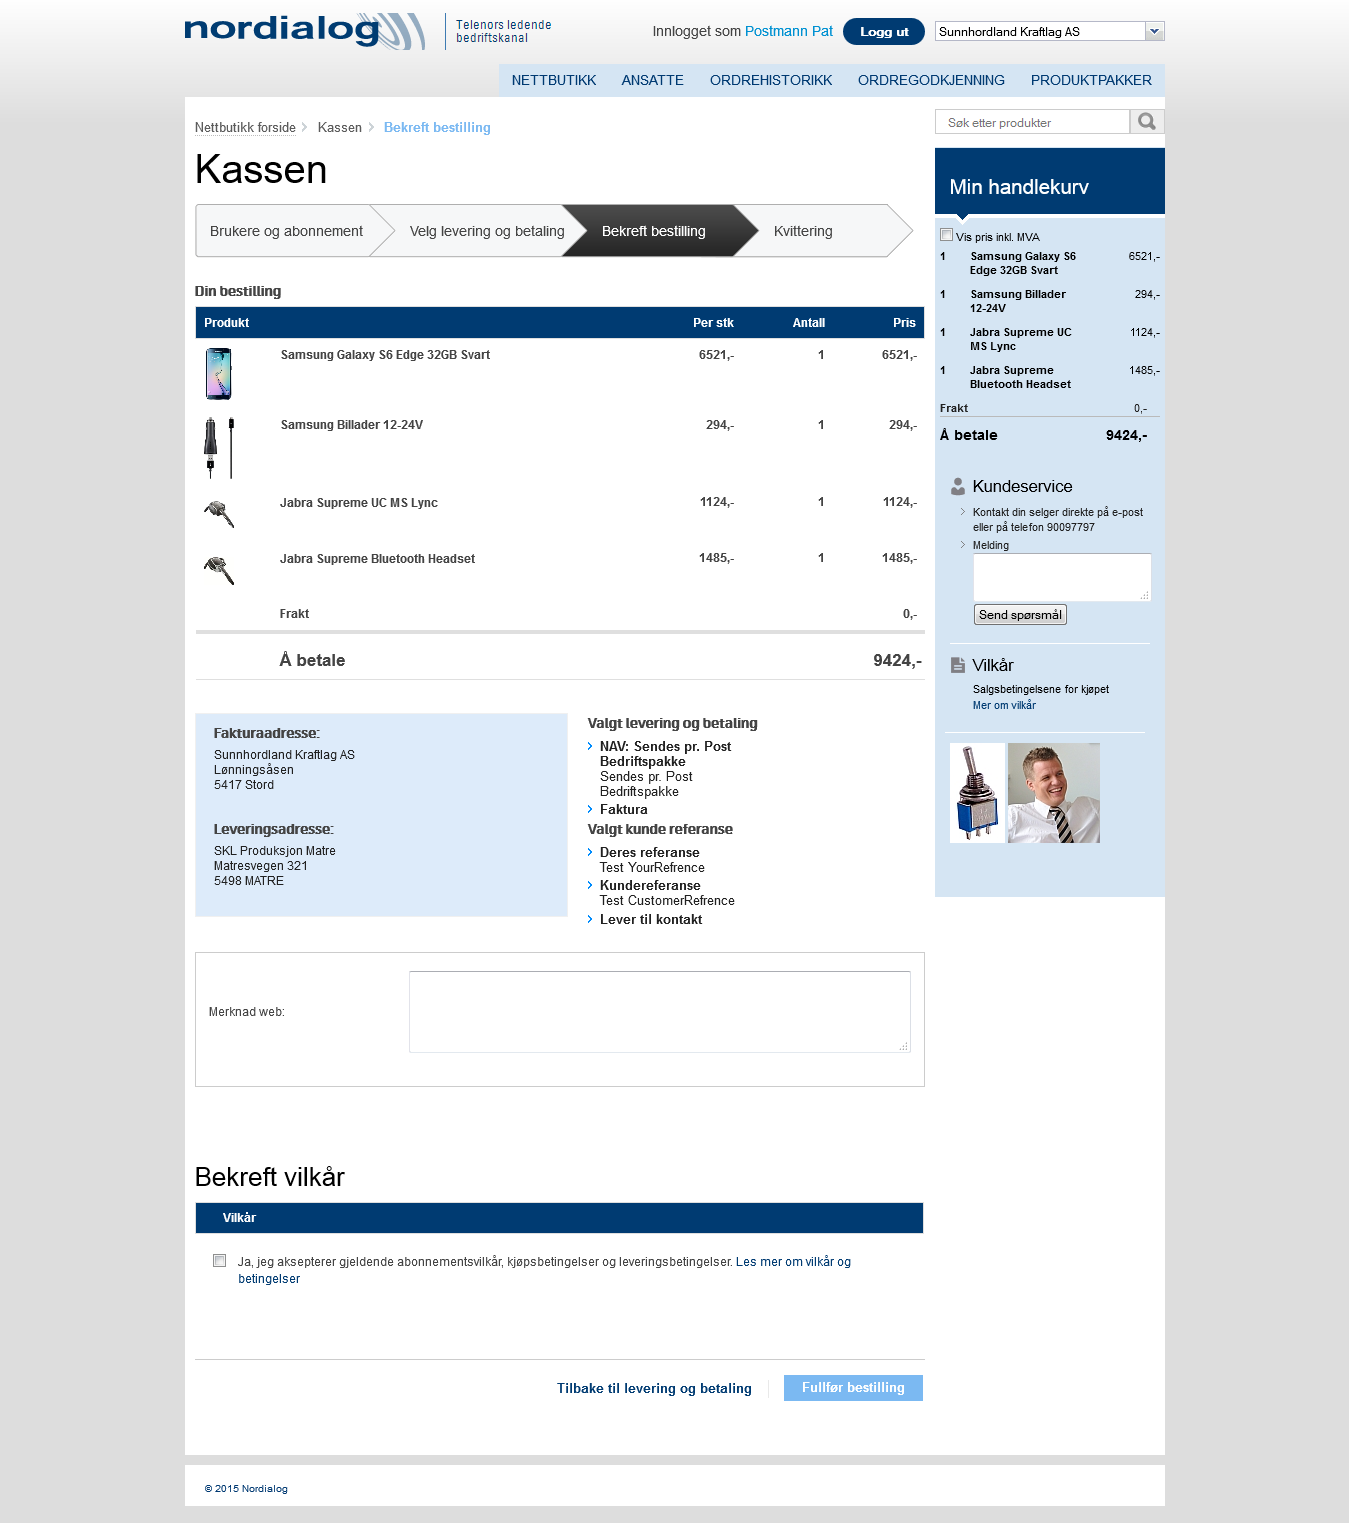 nordialog
Telenors ledende
bedriftskanal
Innlogget som Postmann Pat
Logg ut
Sunnhordland Kraftlag AS
NETTBUTIKK ANSATTE ORDREHISTORIKK ORDREGODKJENNING PRODUKTPAKKER
Nettbutikk forside Kassen Bekreft bestilling
Kassen
Brukere og abonnement Velg levering og betaling Bekreft bestilling Kvittering
Din bestilling
Produkt Per stk Antall Pris
Samsung Galaxy S6 Edge 32GB Svart 6521,- 1 6521,-
Samsung Billader 12-24V 294,- 1 294,-
Jabra Supreme UC MS Lync 1124,- 1 1124,-
Jabra Supreme Bluetooth Headset 1485,- 1 1485,-
Frakt 0,-
Å betale 9424,-
Fakturaadresse:
Sunnhordland Kraftlag AS
Lønningsåsen
5417 Stord
Leveringsadresse:
SKL Produksjon Matre
Matresvegen 321
5498 MATRE
Valgt levering og betaling
NAV: Sendes pr. Post
Bedriftspakke
Sendes pr. Post
Bedriftspakke
Faktura
Valgt kunde referanse
Deres referanse
Test YourRefrence
Kundereferanse
Test CustomerRefrence
Lever til kontakt
Merknad web:
Bekreft vilkår
Vilkår
Ja, jeg aksepterer gjeldende abonnementsvilkår, kjøpsbetingelser og leveringsbetingelser. Les mer om vilkår og
betingelser
Tilbake til levering og betaling
Fullfør bestilling
Søk etter produkter
Min handlekurv
Vis pris inkl. MVA
1 Samsung Galaxy S6 6521,-
Edge 32GB Svart
1 Samsung Billader 294,-
12-24V
1 Jabra Supreme UC 1124,-
MS Lync
1 Jabra Supreme 1485,-
Bluetooth Headset
Frakt 0,-
Å betale 9424,-
Kundeservice
Kontakt din selger direkte på e-post
eller på telefon 90097797
Melding
Send spørsmål
Vilkår
Salgsbetingelsene for kjøpet
Mer om vilkår
© 2015 Nordialog